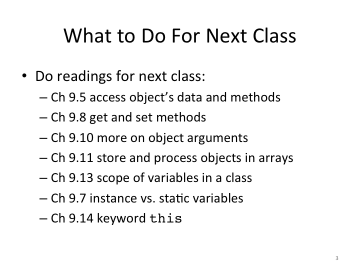 What to Do For Next Class
• Do readings for next class:
– Ch 9.5 access object's data and methods
– Ch 9.8 get and set methods
– Ch 9.10 more on object arguments
– Ch 9.11 store and process objects in arrays
– Ch 9.13 scope of variables in a class
– Ch 9.7 instance vs. static variables
– Ch 9.14 keyword this